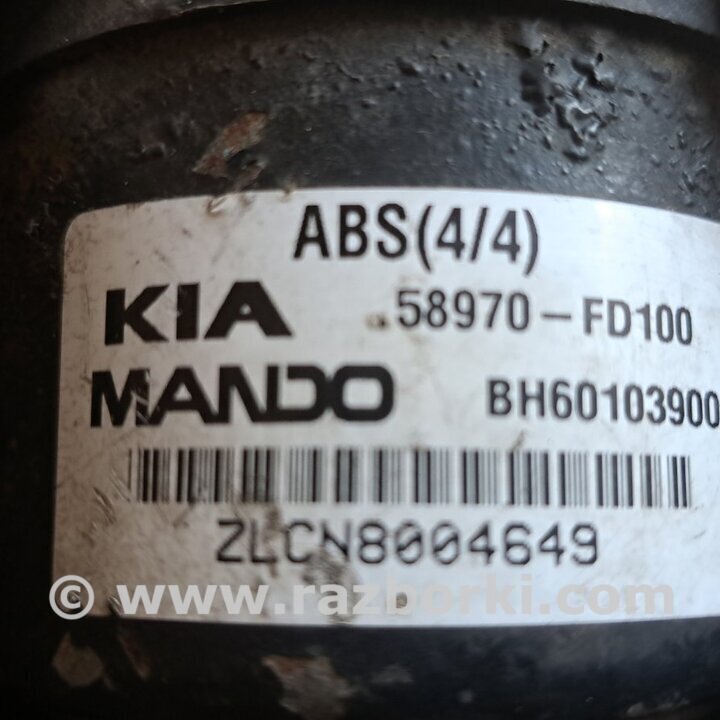 ABS(4/4)
KIA 58970-FD100
MANDO BH60103900
ZLCN8004649
© www.razborki.com